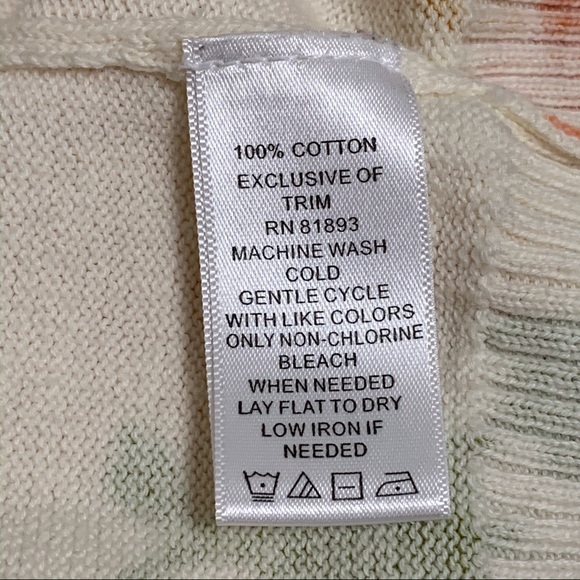 100% COTTON
EXCLUSIVE OF
TRIM
RN 81893
MACHINE WASH
COLD
GENTLE CYCLE
WITH LIKE COLORS
ONLY NON-CHLORINE
BLEACH
WHEN NEEDED
LAY FLAT TO DRY
LOW IRON IF
NEEDED